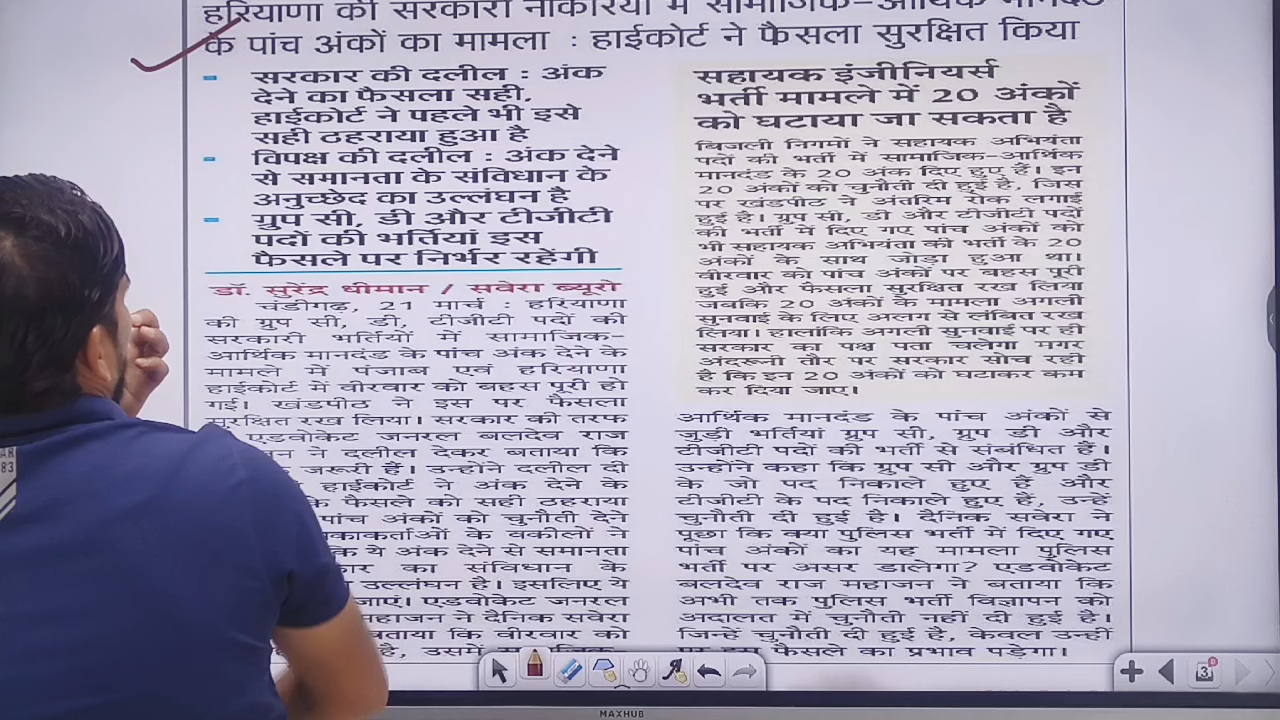 हरियाणा की सरकारी नौकरियों में सामाजिक-आर्थिक मानदंड
के पांच अंकों का मामला : हाईकोर्ट ने फैसला सुरक्षित किया
सरकार की दलील : अंक
देने का फैसला सही,
हाईकोर्ट ने पहले भी इसे
सही ठहराया हुआ है
विपक्ष की दलील : अंक देने
से समानता के संविधान के
अनुच्छेद का उल्लंघन है
ग्रुप सी, डी और टीजीटी
पदों की भर्तियां इस
फैसले पर निर्भर रहेंगी
डॉ. सुरेंद्र धीमान / सवेरा ब्यूरो
चंडीगढ़, 21 मार्च : हरियाणा
की ग्रुप सी, डी, टीजीटी पदों की
सरकारी भर्तियों में सामाजिक-
आर्थिक मानदंड के पांच अंक देने के
मामले में पंजाब एवं हरियाणा
हाईकोर्ट में वीरवार को बहस पूरी हो
गई। खंडपीठ ने इस पर फैसला
सुरक्षित रख लिया। सरकार की तरफ
एडवोकेट जनरल बलदेव राज
ने दलील देकर बताया कि
जरूरी हैं। उन्होंने दलील दी
हाईकोर्ट ने अंक देने के
के फैसले को सही ठहराया
पांच अंकों को चुनौती देने
के वकीलों ने
ये अंक देने से समानता
का संविधान के
उल्लंघन है। इसलिए ये
जाएं। एडवोकेट जनरल
ने दैनिक सवेरा
बताया कि वीरवार को
है, उसमें
सहायक इंजीनियर्स
भर्ती मामले में 20 अंकों
को घटाया जा सकता है
बिजली निगमों ने सहायक अभियंता
पदों की भर्ती में सामाजिक-आर्थिक
मानदंड के 20 अंक दिए हुए हैं। इन
20 अंकों को चुनौती दी हुई है, जिस
पर खंडपीठ ने अंतरिम रोक लगाई
हुई है। ग्रुप सी, डी और टीजीटी पदों
की भर्ती में दिए गए पांच अंकों को
भी सहायक अभियंता की भर्ती के 20
अंकों के साथ जोड़ा हुआ था।
वीरवार को पांच अंकों पर बहस पूरी
हुई और फैसला सुरक्षित रख लिया
जबकि 20 अंकों के मामला अगली
सुनवाई के लिए अलग से लंबित रख
लिया। हालांकि अगली सुनवाई पर ही
सरकार का पक्ष पता चलेगा मगर
अंदरूनी तौर पर सरकार सोच रही
है कि इन 20 अंकों को घटाकर कम
कर दिया जाए।
आर्थिक मानदंड के पांच अंकों से
जुड़ी भर्तियां ग्रुप सी, ग्रुप डी और
टीजीटी पदों की भर्ती से संबंधित हैं।
उन्होंने कहा कि ग्रुप सी और ग्रुप डी
के जो पद निकाले हुए हैं और
टीजीटी के पद निकाले हुए हैं, उन्हें
चुनौती दी हुई है। दैनिक सवेरा ने
पूछा कि क्या पुलिस भर्ती में दिए गए
पांच अंकों का यह मामला पुलिस
भर्ती पर असर डालेगा? एडवोकेट
बलदेव राज महाजन ने बताया कि
अभी तक पुलिस भर्ती विज्ञापन को
अदालत में चुनौती नहीं दी हुई है।
जिन्हें चुनौती दी हुई है, केवल उन्हीं
पर इस फैसले का प्रभाव पड़ेगा।
AR
83
3
MAXHUB